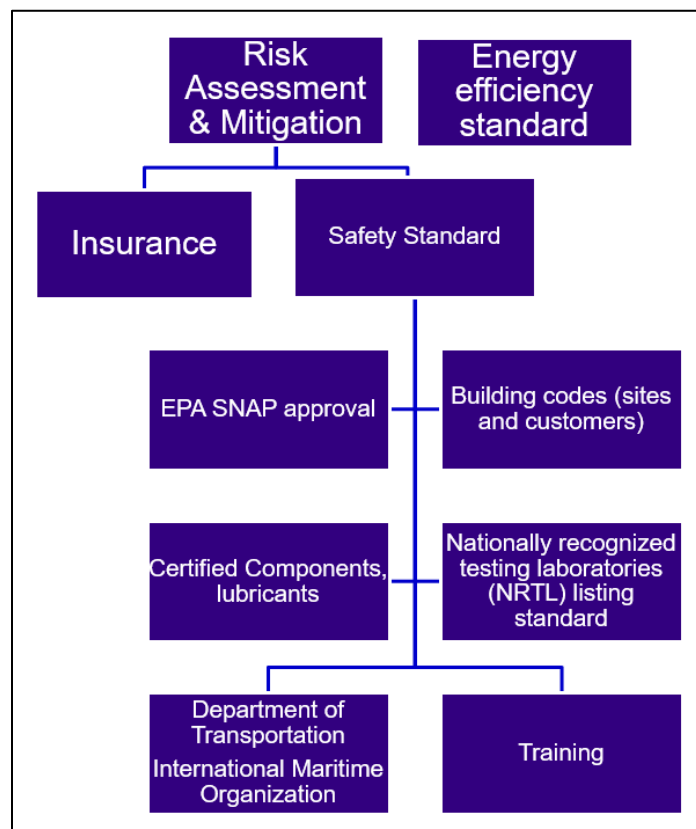 Risk
Assessment
& Mitigation
Energy
efficiency
standard
Insurance
Safety Standard
EPA SNAP approval
Building codes (sites
and customers)
Certified Components,
lubricants
Nationally recognized
testing laboratories
(NRTL) listing
standard
Department of
Transportation
International Maritime
Organization
Training